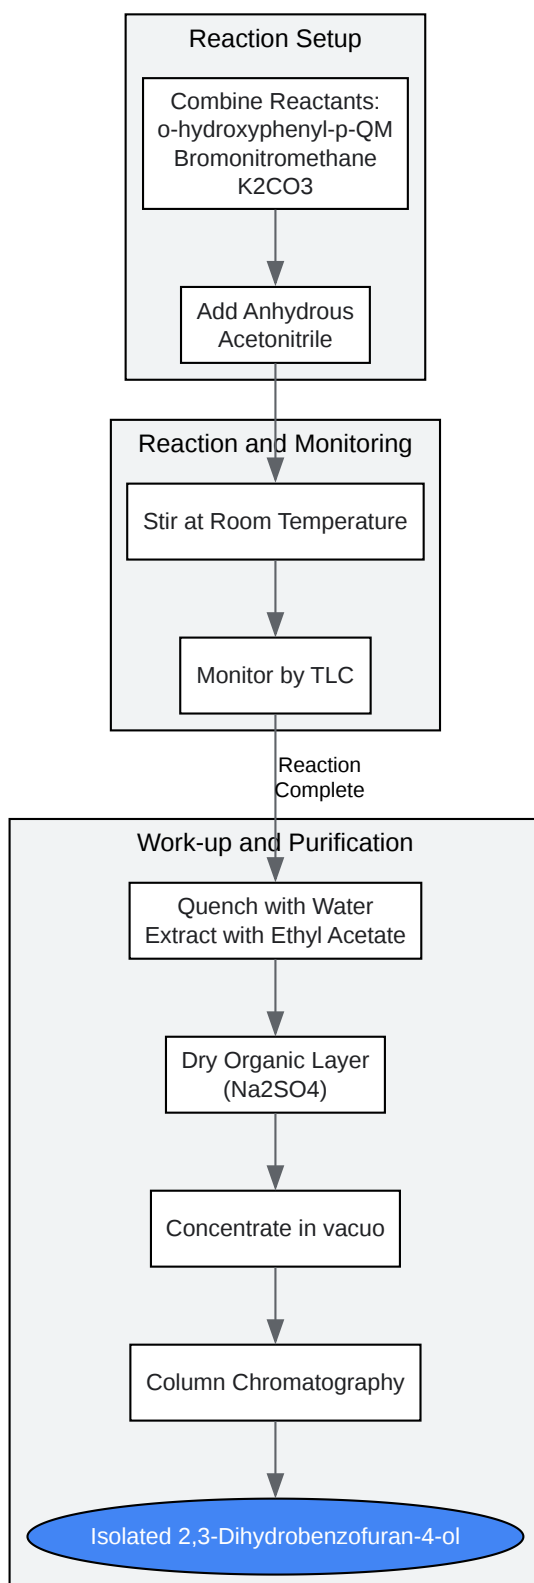 Reaction Setup
Combine Reactants:
o-hydroxyphenyl-p-QM
Bromonitromethane
K2CO3
Add Anhydrous
Acetonitrile
Reaction and Monitoring
Stir at Room Temperature
Monitor by TLC
Reaction
Complete
Work-up and Purification
Quench with Water
Extract with Ethyl Acetate
Dry Organic Layer
(Na2SO4)
Concentrate in vacuo
Column Chromatography
Isolated 2,3-Dihydrobenzofuran-4-ol